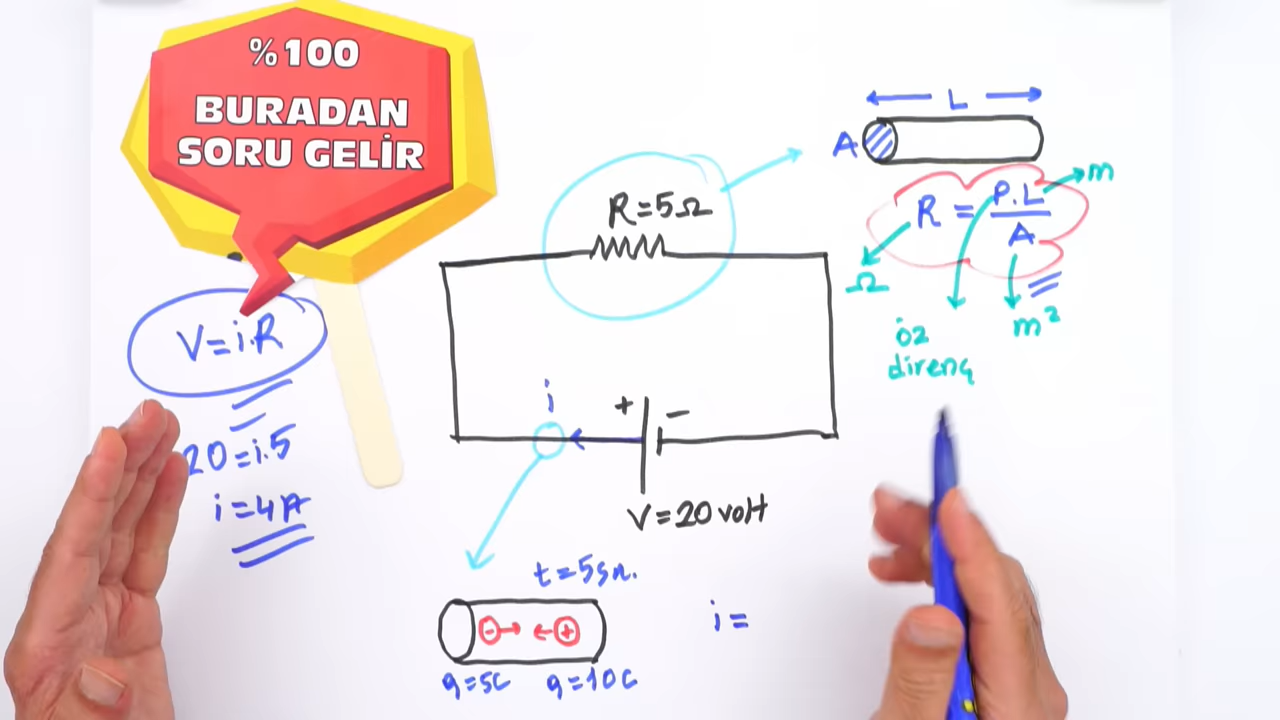 %100
BURADAN
SORU GELİR
V=i.R
20=i.5
i=4A
R=5Ω
i
+ -
V=20 volt
L
A
R = ρ.L / A
m
Ω
öz
direnç
m²
t=5sn.
- +
q=5C q=10C
i=